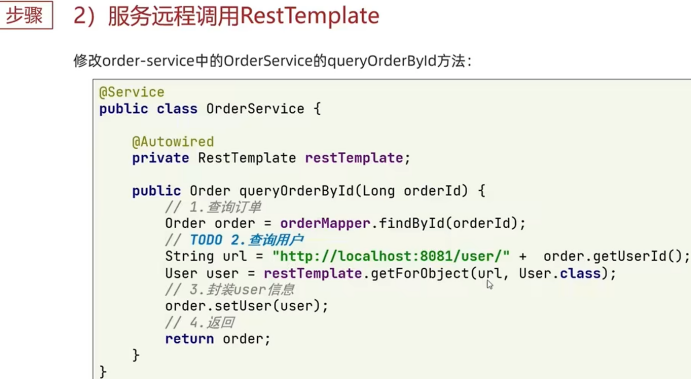 步骤
2）服务远程调用RestTemplate
修改order-service中的OrderService的queryOrderById方法：
@Service
public class OrderService {
    @Autowired
    private RestTemplate restTemplate;
    public Order queryOrderById(Long orderId) {
        // 1.查询订单
        Order order = orderMapper.findById(orderId);
        // TODO 2.查询用户
        String url = "http://localhost:8081/user/" +  order.getUserId();
        User user = restTemplate.getForObject(url, User.class);
        // 3.封装user信息
        order.setUser(user);
        // 4.返回
        return order;
    }
}